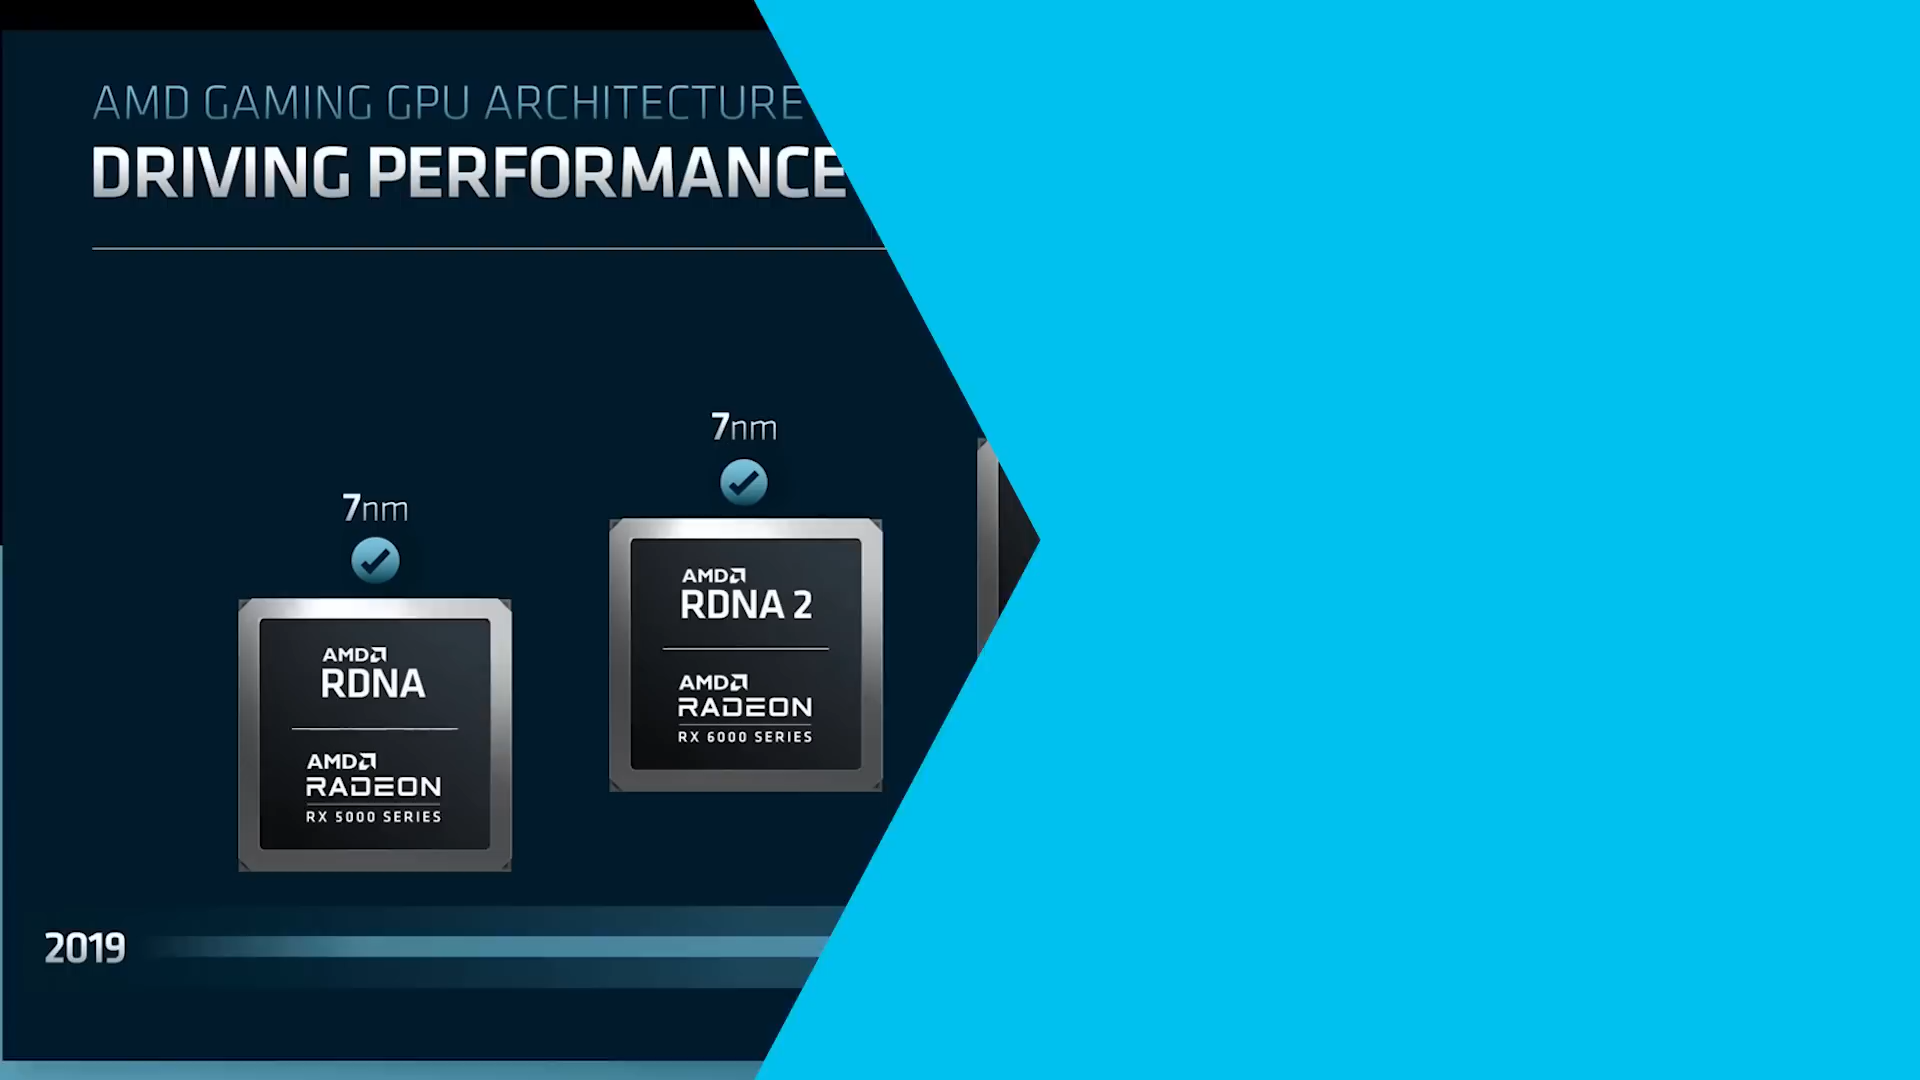 AMD GAMING GPU ARCHITECTURE
DRIVING PERFORMANCE
7nm
7nm
AMD
RDNA
AMD
RADEON
RX 5000 SERIES
AMD
RDNA 2
AMD
RADEON
RX 6000 SERIES
2019